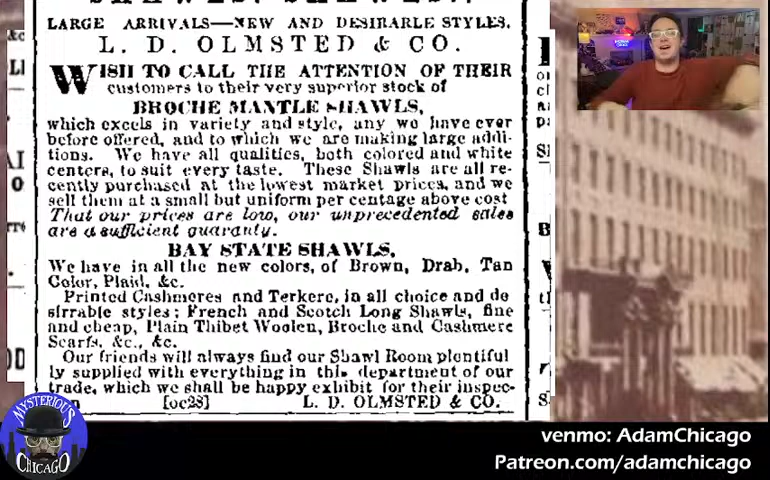 LARGE ARRIVALS—NEW AND DESIRABLE STYLES.
L. D. OLMSTED & CO.
WISH TO CALL THE ATTENTION OF THEIR
customers to their very superior stock of
BROCHE MANTLE SHAWLS,
which excels in variety and style, any we have ever
before offered, and to which we are making large addi-
tions. We have all qualities, both colored and white
centers, to suit every taste. These Shawls are all re-
cently purchased at the lowest market prices, and we
sell them at a small but uniform per centage above cost
That our prices are low, our unprecedented sales
are a sufficient guaranty.
BAY STATE SHAWLS,
We have in all the new colors, of Brown, Drab, Tan
Color, Plaid, &c.
Printed Cashmeres and Terkere, in all choice and de
sirrable styles; French and Scotch Long Shawls, fine
and cheap, Plain Thibet Woolen, Broche and Cashmere
Scarfs, &c., &c.
Our friends will always find our Shawl Room plentiful
ly supplied with everything in this department of our
trade, which we shall be happy exhibit for their inspec-
[oc28] L. D. OLMSTED & CO.
MYSTERIOUS
CHICAGO
venmo: AdamChicago
Patreon.com/adamchicago